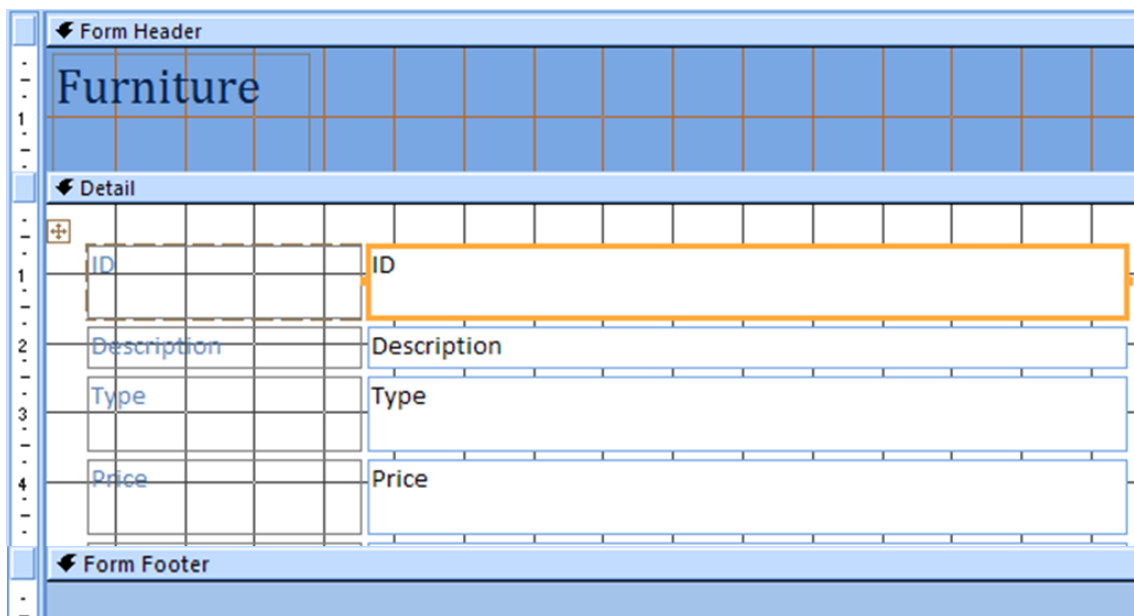 Form Header
Furniture
1
Detail
1 ID ID
2 Description Description
3 Type Type
4 Price Price
Form Footer